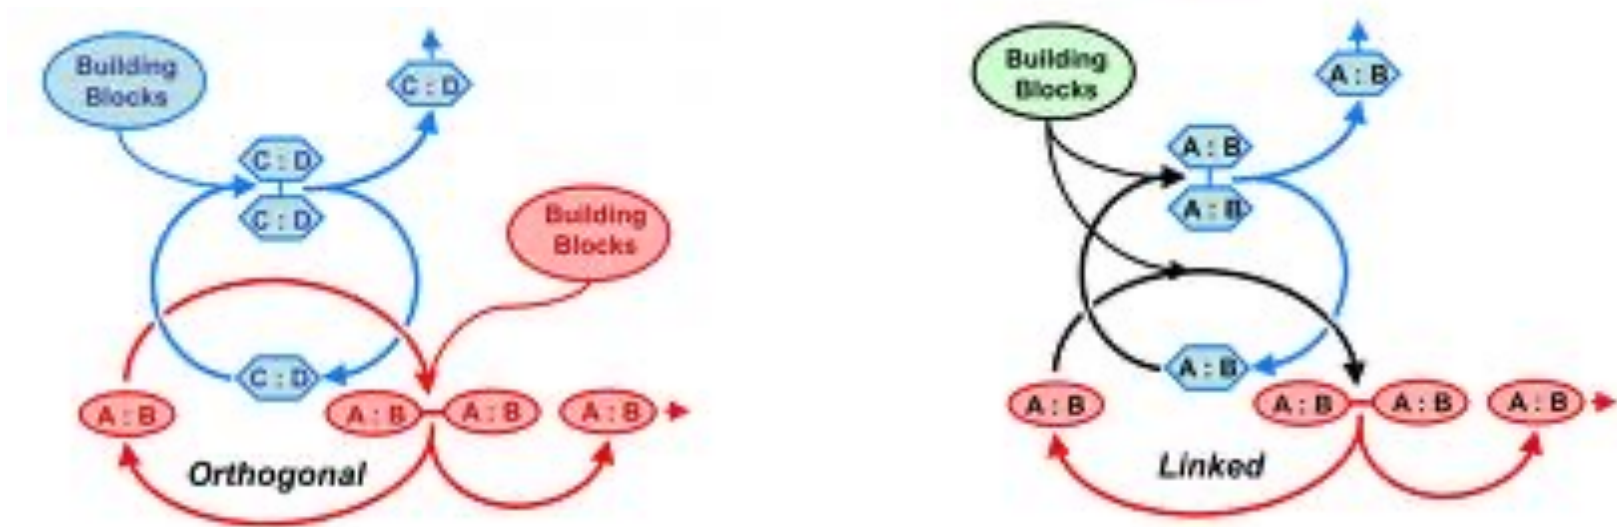 Building
Blocks
C : D
C : D
C : D
Building
Blocks
C : D
A : B
A : B
A : B
A : B
Orthogonal
Building
Blocks
A : B
A : B
A : B
A : B
A : B
A : B
A : B
A : B
Linked